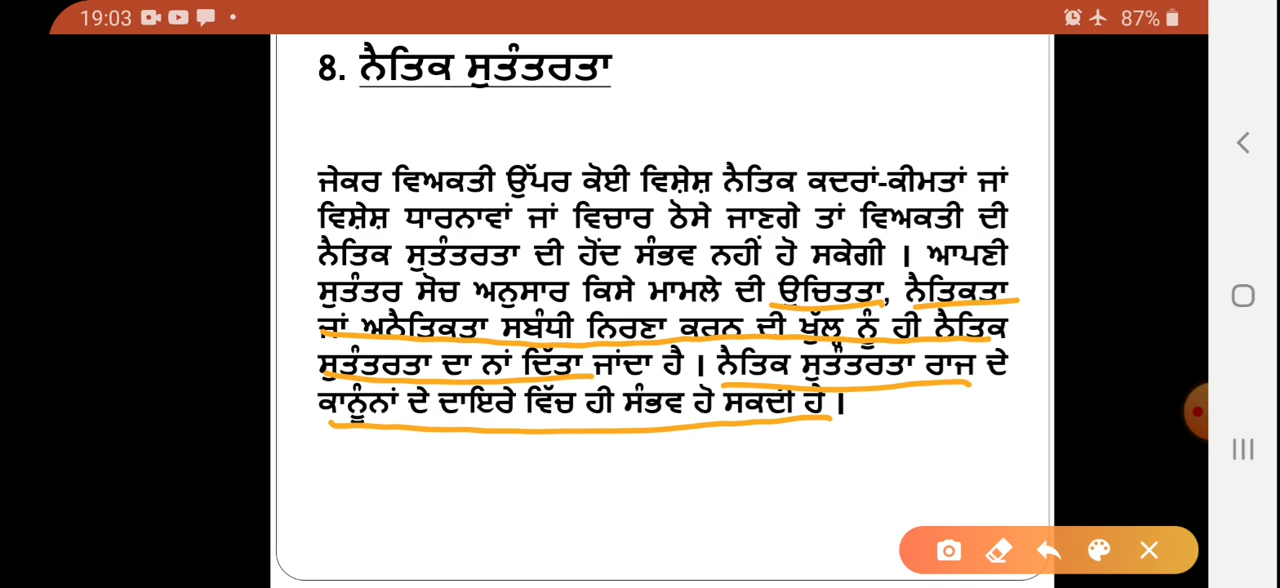 19:03
87%
8. ਨੈਤਿਕ ਸੁਤੰਤਰਤਾ
ਜੇਕਰ ਵਿਅਕਤੀ ਉੱਪਰ ਕੋਈ ਵਿਸ਼ੇਸ਼ ਨੈਤਿਕ ਕਦਰਾਂ-ਕੀਮਤਾਂ ਜਾਂ
ਵਿਸ਼ੇਸ਼ ਧਾਰਨਾਵਾਂ ਜਾਂ ਵਿਚਾਰ ਠੋਸੇ ਜਾਣਗੇ ਤਾਂ ਵਿਅਕਤੀ ਦੀ
ਨੈਤਿਕ ਸੁਤੰਤਰਤਾ ਦੀ ਹੋਂਦ ਸੰਭਵ ਨਹੀਂ ਹੋ ਸਕੇਗੀ । ਆਪਣੀ
ਸੁਤੰਤਰ ਸੋਚ ਅਨੁਸਾਰ ਕਿਸੇ ਮਾਮਲੇ ਦੀ ਉਚਿਤਤਾ, ਨੈਤਿਕਤਾ
ਜਾਂ ਅਨੈਤਿਕਤਾ ਸਬੰਧੀ ਨਿਰਣਾ ਕਰਨ ਦੀ ਖੁੱਲ੍ਹ ਨੂੰ ਹੀ ਨੈਤਿਕ
ਸੁਤੰਤਰਤਾ ਦਾ ਨਾਂ ਦਿੱਤਾ ਜਾਂਦਾ ਹੈ । ਨੈਤਿਕ ਸੁਤੰਤਰਤਾ ਰਾਜ ਦੇ
ਕਾਨੂੰਨਾਂ ਦੇ ਦਾਇਰੇ ਵਿੱਚ ਹੀ ਸੰਭਵ ਹੋ ਸਕਦੀ ਹੈ ।